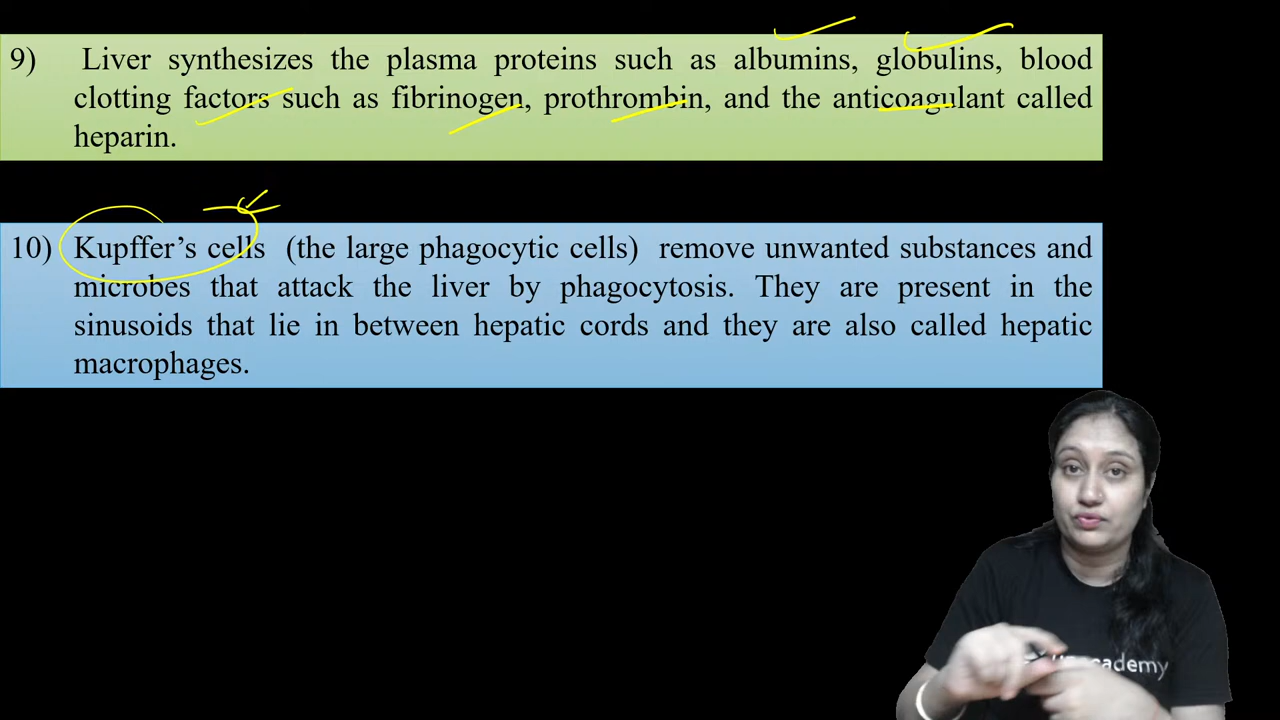 9) Liver synthesizes the plasma proteins such as albumins, globulins, blood
clotting factors such as fibrinogen, prothrombin, and the anticoagulant called
heparin.
10) Kupffer’s cells (the large phagocytic cells) remove unwanted substances and
microbes that attack the liver by phagocytosis. They are present in the
sinusoids that lie in between hepatic cords and they are also called hepatic
macrophages.